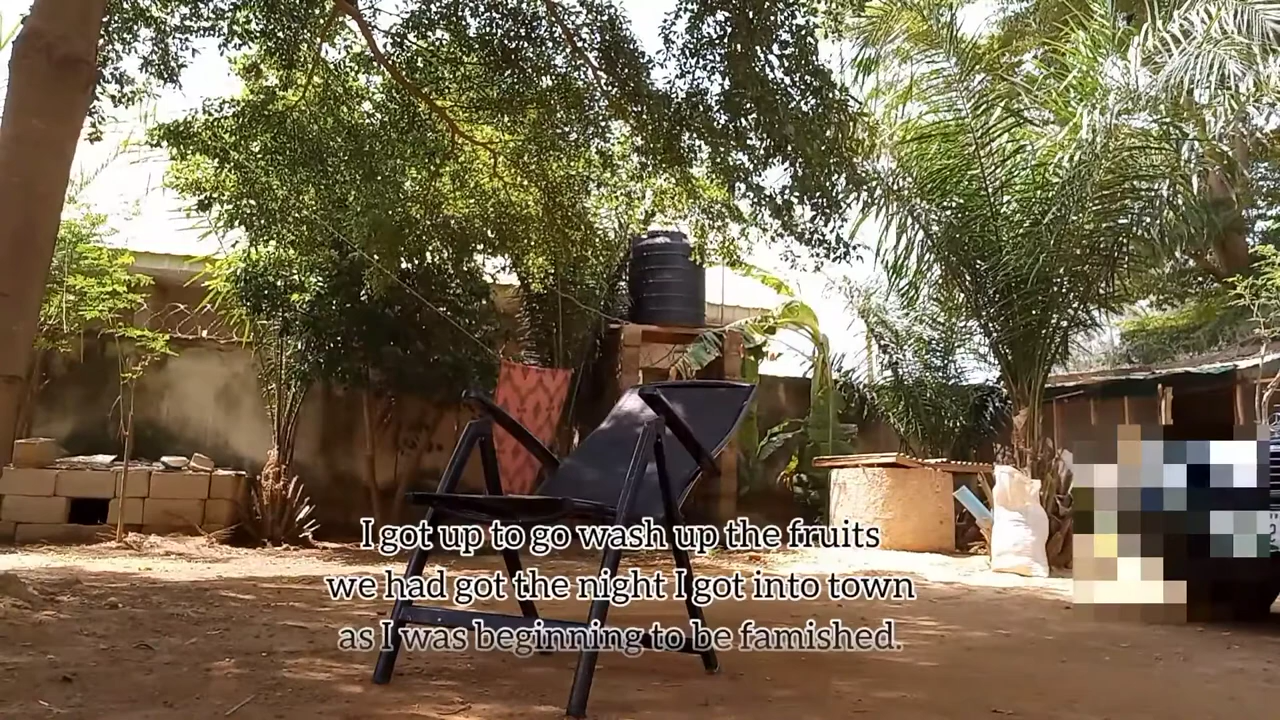 I got up to go wash up the fruits
we had got the night I got into town
as I was beginning to be famished.